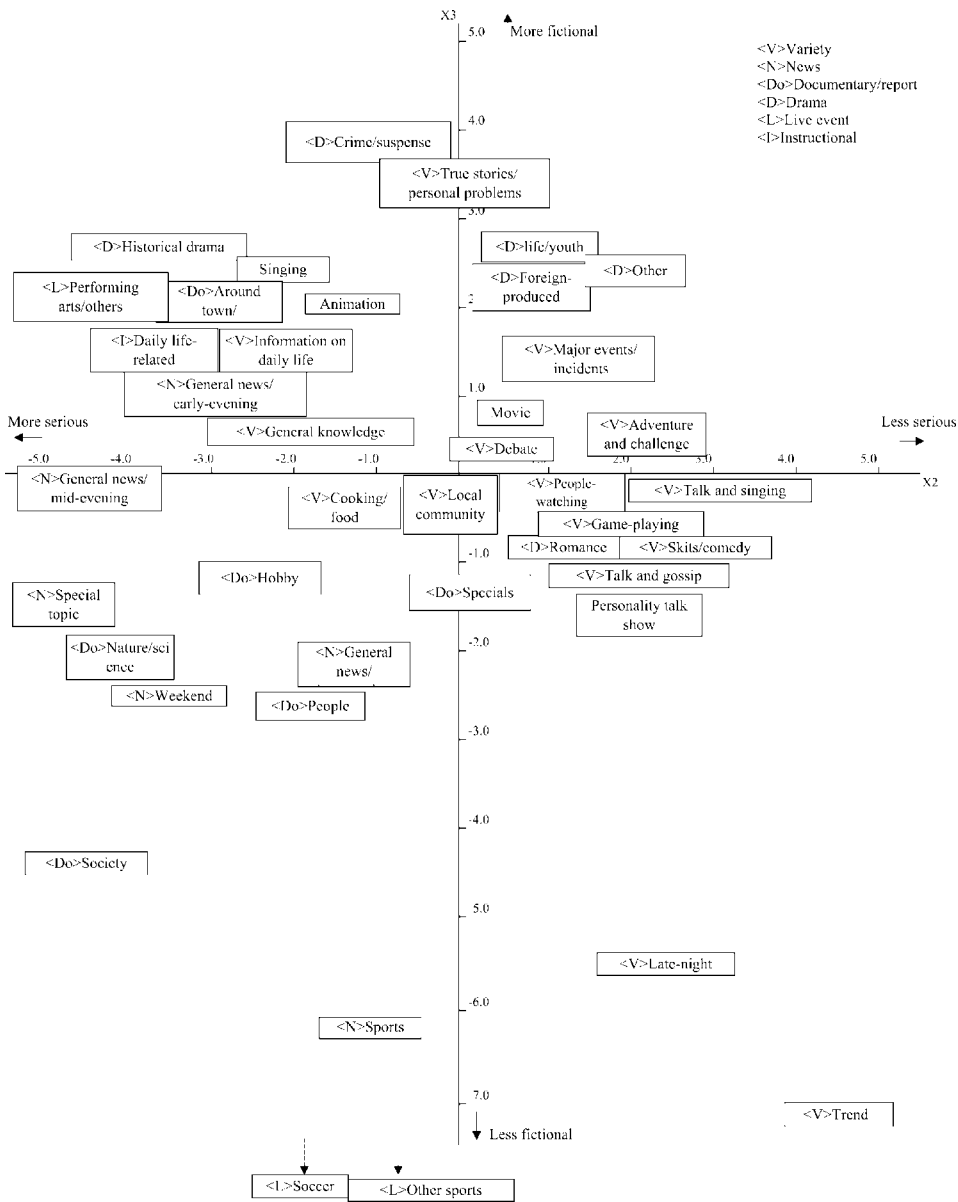 X3
5.0
More fictional
<V>Variety
<N>News
<Do>Documentary/report
<D>Drama
<L>Live event
<I>Instructional
4.0
<D>Crime/suspense
<V>True stories/
personal problems
3.0
<D>Historical drama
<D>life/youth
Singing
<D>Other
<L>Performing
arts/others
<Do>Around
town/
<D>Foreign-
produced
Animation
2
<I>Daily life-
related
<V>Information on
daily life
<V>Major events/
incidents
<N>General news/
early-evening
1.0
Movie
More serious
Less serious
<V>General knowledge
<V>Adventure
and challenge
<V>Debate
-5.0
-4.0
-3.0
-2.0
-1.0
1.0
2.0
3.0
4.0
5.0
X2
<N>General news/
mid-evening
<V>Cooking/
food
<V>Local
community
<V>People-
watching
<V>Talk and singing
<V>Game-playing
-1.0
<D>Romance
<V>Skits/comedy
<Do>Hobby
<V>Talk and gossip
<N>Special
topic
<Do>Specials
Personality talk
show
<Do>Nature/sci
ence
-2.0
<N>General
news/
<N>Weekend
<Do>People
-3.0
-4.0
<Do>Society
-5.0
<V>Late-night
-6.0
<N>Sports
7.0
<V>Trend
Less fictional
<L>Soccer
<L>Other sports